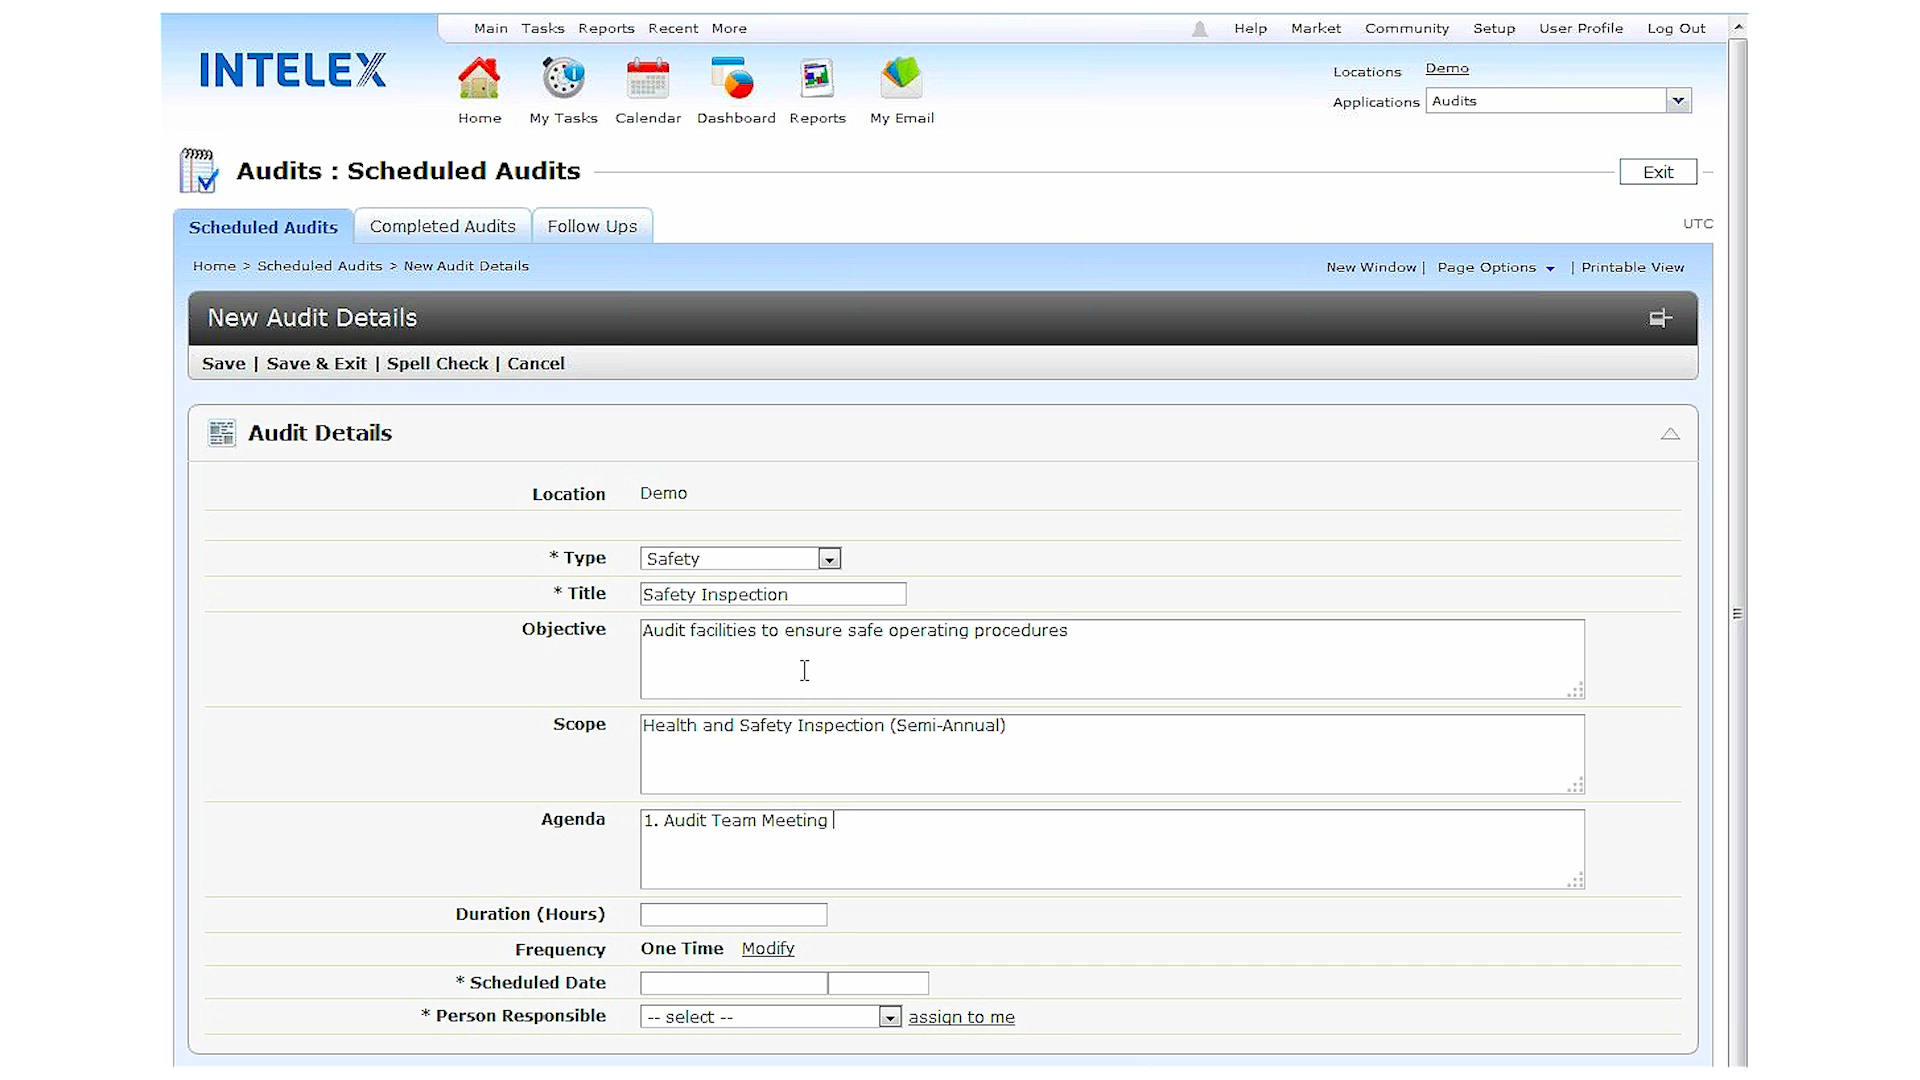 Main Tasks Reports Recent More
Help Market Community Setup User Profile Log Out
INTELEX
Locations Demo
Applications Audits
Home My Tasks Calendar Dashboard Reports My Email
Audits : Scheduled Audits
Exit
Scheduled Audits Completed Audits Follow Ups
UTC
Home > Scheduled Audits > New Audit Details
New Window | Page Options | Printable View
New Audit Details
Save | Save & Exit | Spell Check | Cancel
Audit Details
Location Demo
* Type Safety
* Title Safety Inspection
Objective Audit facilities to ensure safe operating procedures
Scope Health and Safety Inspection (Semi-Annual)
Agenda 1. Audit Team Meeting
Duration (Hours)
Frequency One Time Modify
* Scheduled Date
* Person Responsible -- select -- assign to me